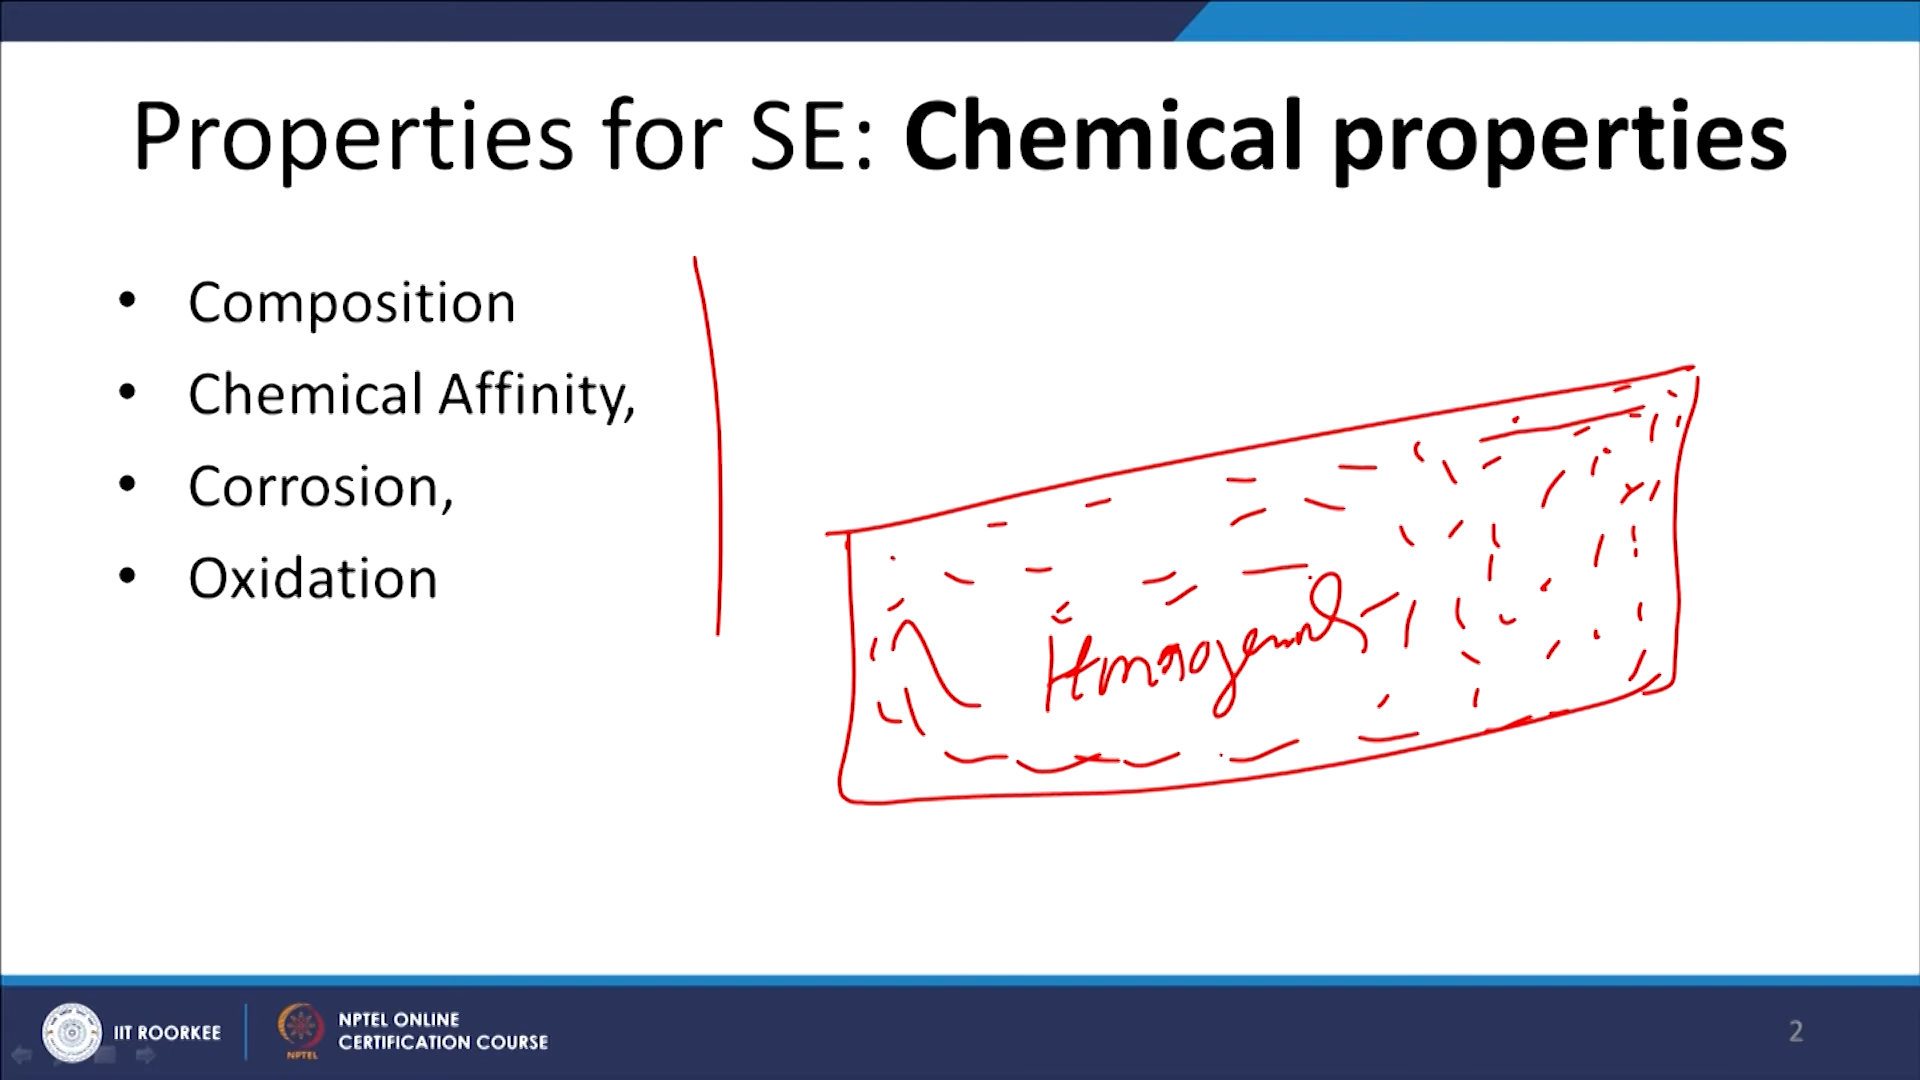 Properties for SE: Chemical properties
• Composition
• Chemical Affinity,
• Corrosion,
• Oxidation
IIT ROORKEE
NPTEL
NPTEL ONLINE
CERTIFICATION COURSE
2